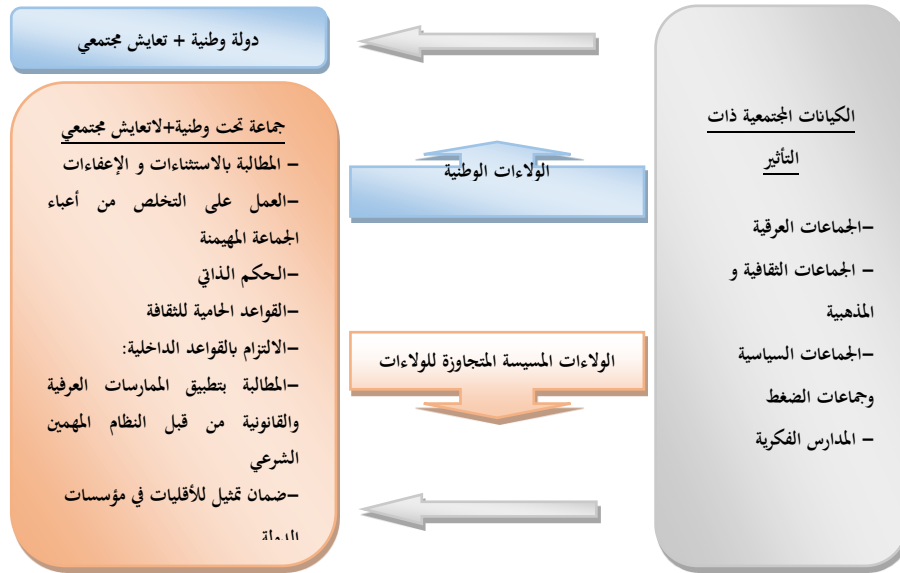 الكيانات المجتمعية ذات
التأثير
–الجماعات العرقية
– الجماعات الثقافية و
المذهبية
–الجماعات السياسية
وجماعات الضغط
– المدارس الفكرية
الولاءات الوطنية
الولاءات المسيسة المتجاوزة للولاءات
دولة وطنية + تعايش مجتمعي
جماعة تحت وطنية+لاتعايش مجتمعي
– المطالبة بالاستثناءات و الإعفاءات
–العمل على التخلص من أعباء
الجماعة المهيمنة
–الحكم الذاتي
–القواعد الحامية للثقافة
–الالتزام بالقواعد الداخلية:
–المطالبة بتطبيق الممارسات العرفية
والقانونية من قبل النظام المهمين
الشرعي
–ضمان تمثيل للأقليات في مؤسسات
الدولة